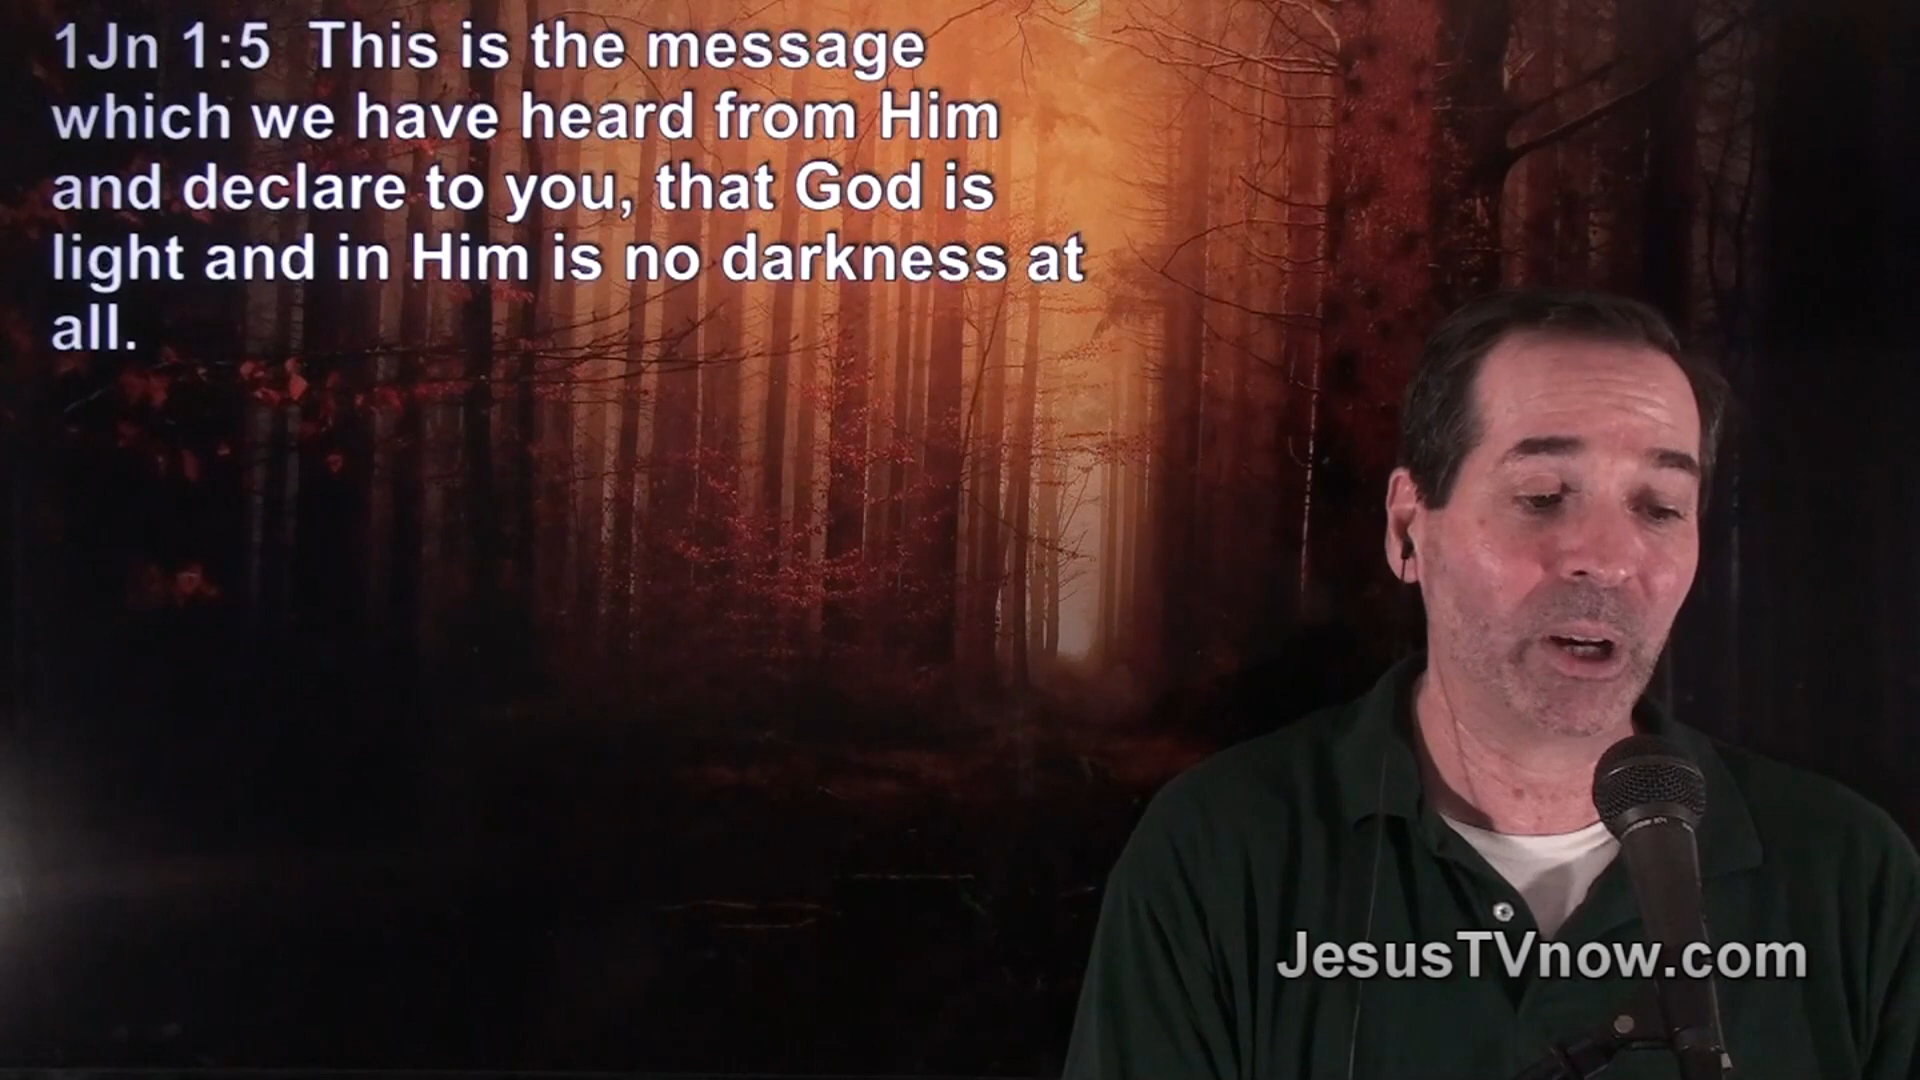 1Jn 1:5  This is the message
which we have heard from Him
and declare to you, that God is
light and in Him is no darkness at
all.
JesusTVnow.com